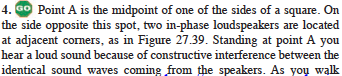 4. GO Point A is the midpoint of one of the sides of a square. On
the side opposite this spot, two in-phase loudspeakers are located
at adjacent corners, as in Figure 27.39. Standing at point A you
hear a loud sound because of constructive interference between the
identical sound waves coming from the speakers. As you walk